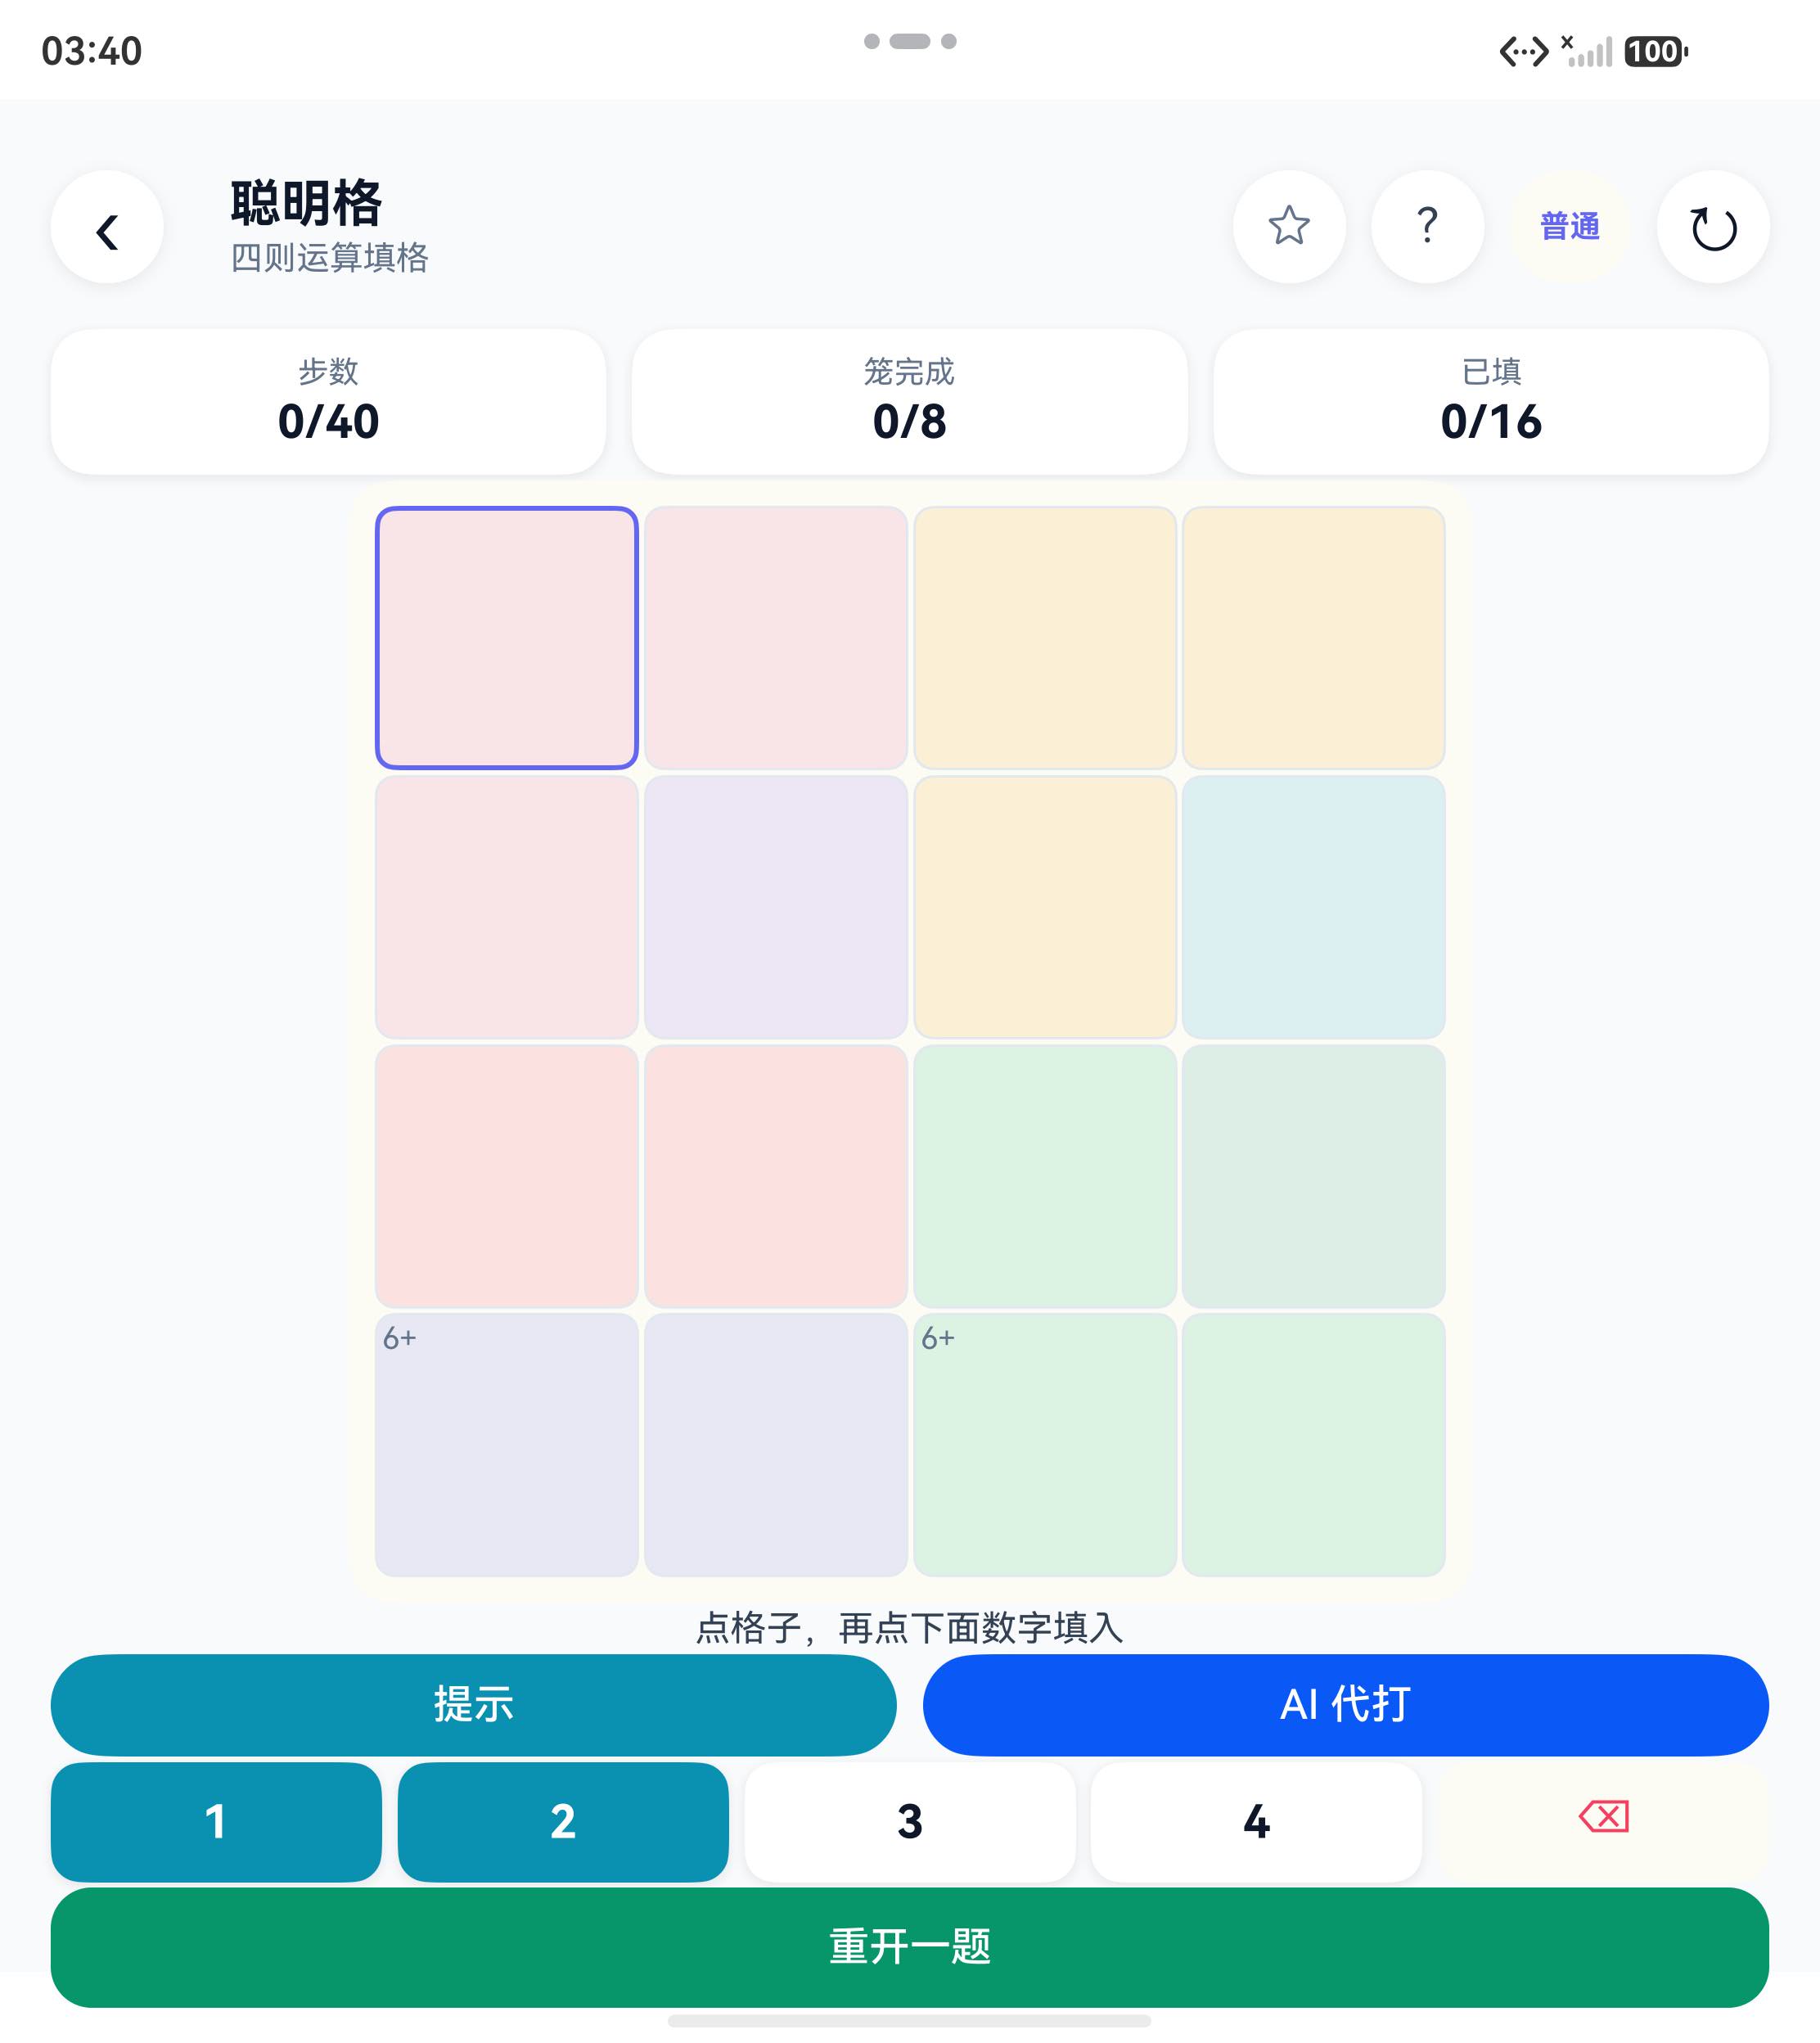 03:40
100
聪明格
四则运算填格
?
普通
步数
0/40
笼完成
0/8
已填
0/16
6+
6+
点格子，再点下面数字填入
提示
AI 代打
1
2
3
4
重开一题